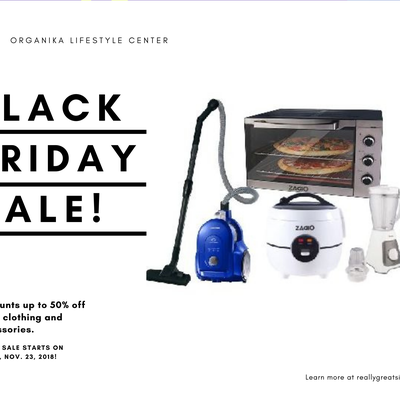 ORGANIKA LIFESTYLE CENTER
LACK
RIDAY
ALE!
ZAGIO
ZAGIO
unts up to 50% off
clothing and
ssories.
SALE STARTS ON
, NOV. 23, 2018!
Learn more at reallygreatsi